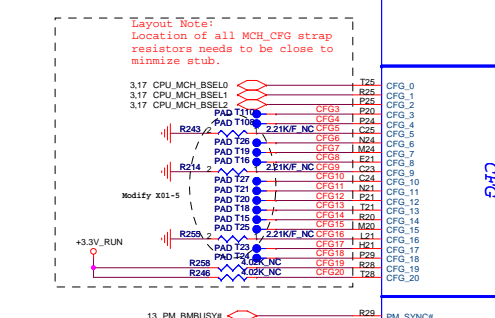 Layout Note:
Location of all MCH_CFG strap
resistors needs to be close to
minmize stub.
3,17 CPU_MCH_BSEL0 T25 CFG_0
3,17 CPU_MCH_BSEL1 R25 CFG_1
3,17 CPU_MCH_BSEL2 P25 CFG_2
PAD T110 CFG3 P20 CFG_3
PAD T108 CFG4 P24 CFG_4
R243 2 2.21K/F_NC CFG5 C25 CFG_5
PAD T26 CFG6 N24 CFG_6
PAD T19 CFG7 M24 CFG_7
PAD T16 CFG8 E21 CFG_8
R214 2 2.21K/F_NC CFG9 C23 CFG_9
PAD T27 CFG10 C24 CFG_10
PAD T21 CFG11 N21 CFG_11
Modify X01-5
PAD T20 CFG12 P21 CFG_12
PAD T18 CFG13 T21 CFG_13
PAD T15 CFG14 R20 CFG_14
PAD T25 CFG15 M20 CFG_15
R259 2 2.21K/F_NC CFG16 L21 CFG_16
PAD T23 CFG17 H21 CFG_17
+3.3V_RUN
PAD T24 CFG18 P29 CFG_18
R258 4.02K_NC CFG19 R28 CFG_19
R246 4.02K_NC CFG20 T28 CFG_20
CFG
13 PM_BMBUSY# R29 PM_SYNC#